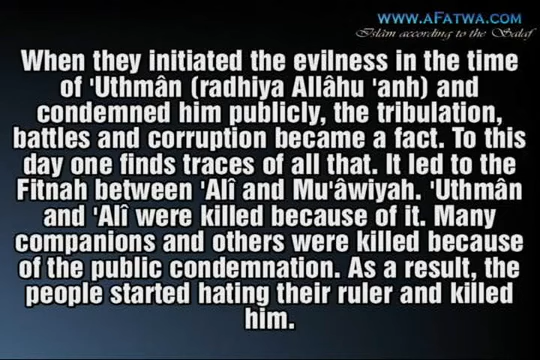 WWW.AFATWA.COM
Islâm according to the Salaf
When they initiated the evilness in the time
of 'Uthmân (radhiya Allâhu 'anh) and
condemned him publicly, the tribulation,
battles and corruption became a fact. To this
day one finds traces of all that. It led to the
Fitnah between 'Alî and Mu'âwiyah. 'Uthmân
and 'Alî were killed because of it. Many
companions and others were killed because
of the public condemnation. As a result, the
people started hating their ruler and killed
him.